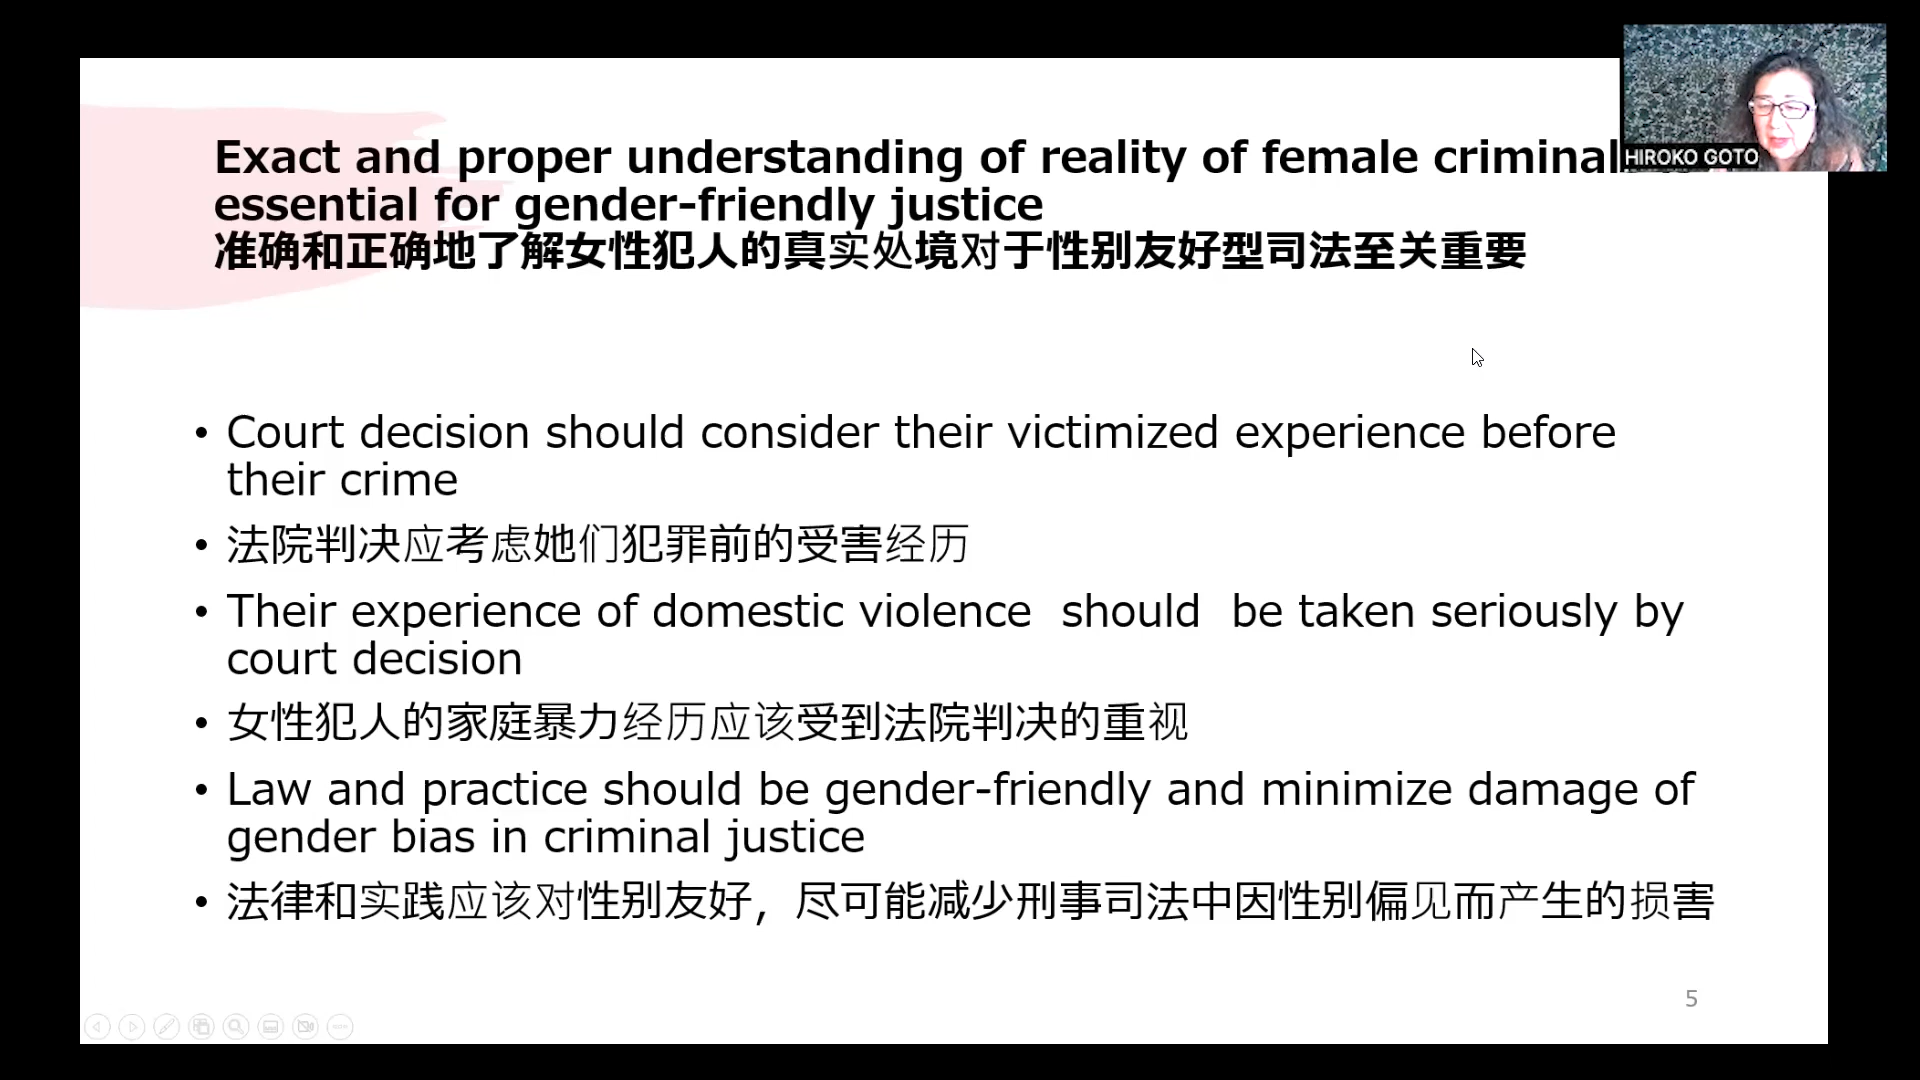 Exact and proper understanding of reality of female criminal
essential for gender-friendly justice
准确和正确地了解女性犯人的真实处境对于性别友好型司法至关重要
HIROKO GOTO
• Court decision should consider their victimized experience before
their crime
• 法院判决应考虑她们犯罪前的受害经历
• Their experience of domestic violence  should  be taken seriously by
court decision
• 女性犯人的家庭暴力经历应该受到法院判决的重视
• Law and practice should be gender-friendly and minimize damage of
gender bias in criminal justice
• 法律和实践应该对性别友好，尽可能减少刑事司法中因性别偏见而产生的损害
5